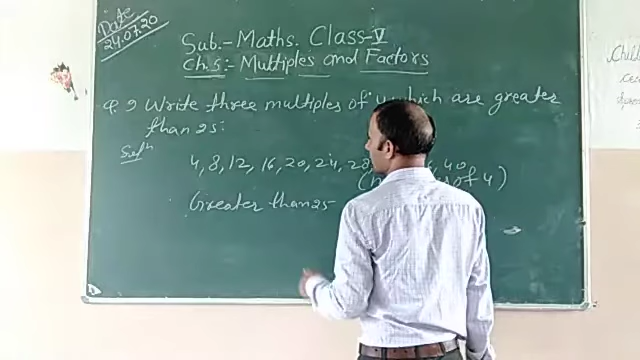 Date
24.07.20
Sub.- Maths. Class-V
Ch.5:- Multiples and Factors
Q. 9 Write three multiples of 4 which are greater
than 25:
Solⁿ
4, 8, 12, 16, 20, 24, 28, 40
of 4)
Greater than 25-